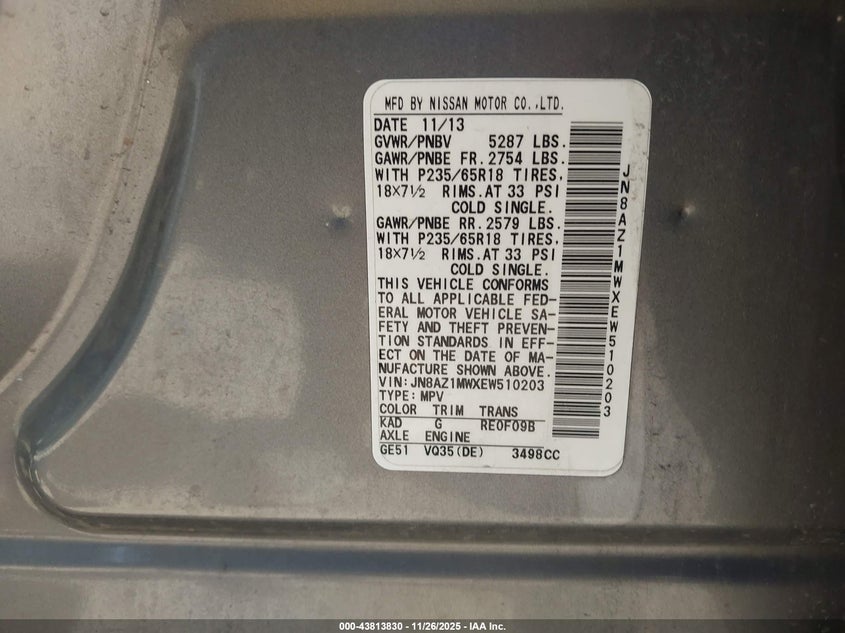 MFD BY NISSAN MOTOR CO.,LTD.
DATE 11/13
GVWR/PNBV 5287 LBS.
GAWR/PNBE FR. 2754 LBS.
WITH P235/65R18 TIRES,
18×7½ RIMS. AT 33 PSI
COLD SINGLE.
GAWR/PNBE RR. 2579 LBS.
WITH P235/65R18 TIRES,
18×7½ RIMS. AT 33 PSI
COLD SINGLE.
THIS VEHICLE CONFORMS
TO ALL APPLICABLE FED-
ERAL MOTOR VEHICLE SA-
FETY AND THEFT PREVEN-
TION STANDARDS IN EFF-
ECT ON THE DATE OF MA-
NUFACTURE SHOWN ABOVE.
VIN: JN8AZ1MWXEW510203
TYPE: MPV
COLOR TRIM TRANS
KAD G RE0F09B
AXLE ENGINE
GE51 VQ35(DE) 3498CC
JN8AZ1MWXEW510203
000-43813830 - 11/26/2025 - IAA Inc.